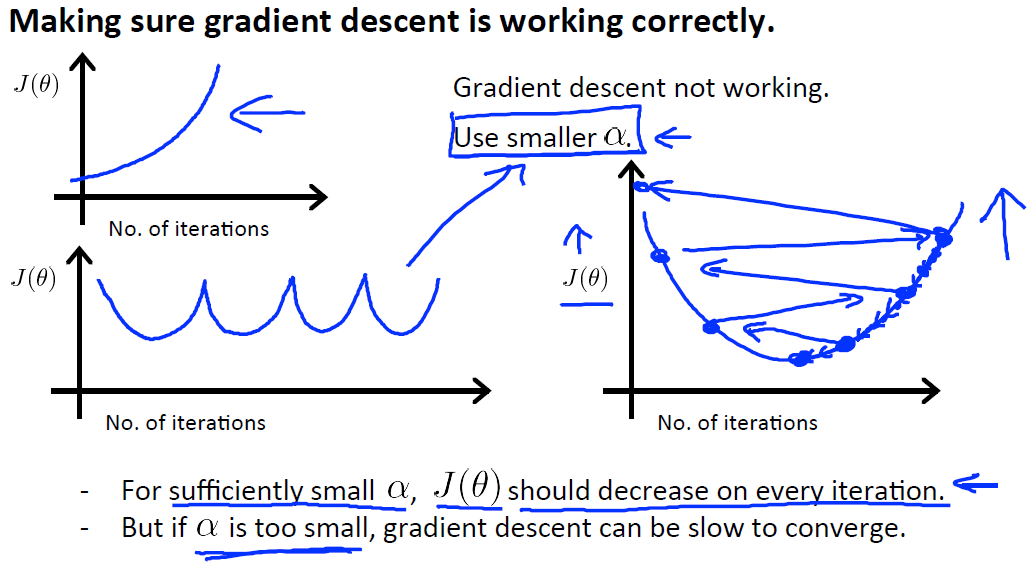 Making sure gradient descent is working correctly.
J(θ)
No. of iterations
Gradient descent not working.
Use smaller α.
J(θ)
No. of iterations
J(θ)
No. of iterations
- For sufficiently small α, J(θ) should decrease on every iteration.
- But if α is too small, gradient descent can be slow to converge.